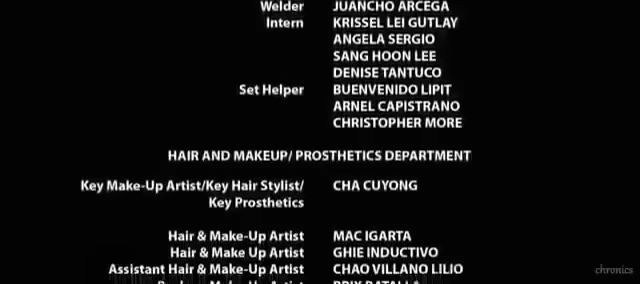 Welder JUANCHO ARCEGA
Intern KRISSEL LEI GUTLAY
ANGELA SERGIO
SANG HOON LEE
DENISE TANTUCO
Set Helper BUENVENIDO LIPIT
ARNEL CAPISTRANO
CHRISTOPHER MORE
HAIR AND MAKEUP/ PROSTHETICS DEPARTMENT
Key Make-Up Artist/Key Hair Stylist/ CHA CUYONG
Key Prosthetics
Hair & Make-Up Artist MAC IGARTA
Hair & Make Up Artist GHIE INDUCTIVO
Assistant Hair & Make-Up Artist CHAO VILLANO LILIO
chronics